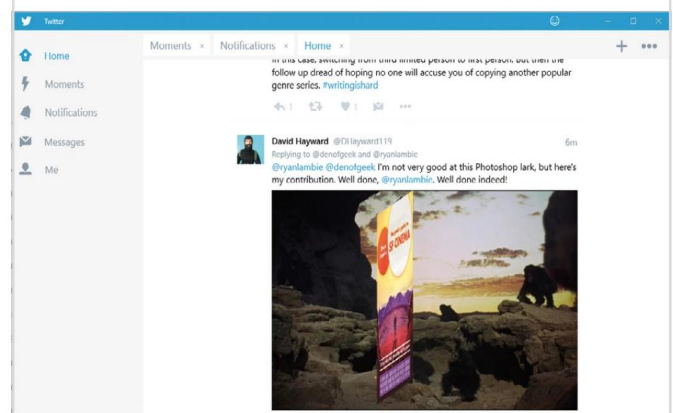 Twitter
Moments × Notifications × Home ×
Home
Moments
Notifications
Messages
Me
in this case, switching from third limited person to first person. but then the
follow up dread of hoping no one will accuse you of copying another popular
genre series. #writingishard
1 1
David Hayward @DHayward119 6m
Replying to @denofgeek and @ryanlambie
@ryanlambie @denofgeek I'm not very good at this Photoshop lark, but here's
my contribution. Well done, @ryanlambie. Well done indeed!
SF CINEMA